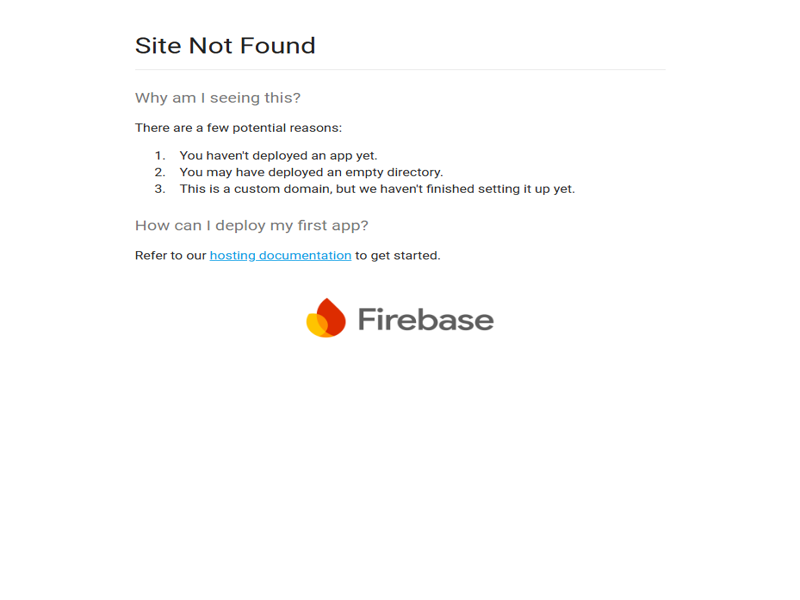 Site Not Found
Why am I seeing this?
There are a few potential reasons:
1. You haven't deployed an app yet.
2. You may have deployed an empty directory.
3. This is a custom domain, but we haven't finished setting it up yet.
How can I deploy my first app?
Refer to our hosting documentation to get started.
Firebase